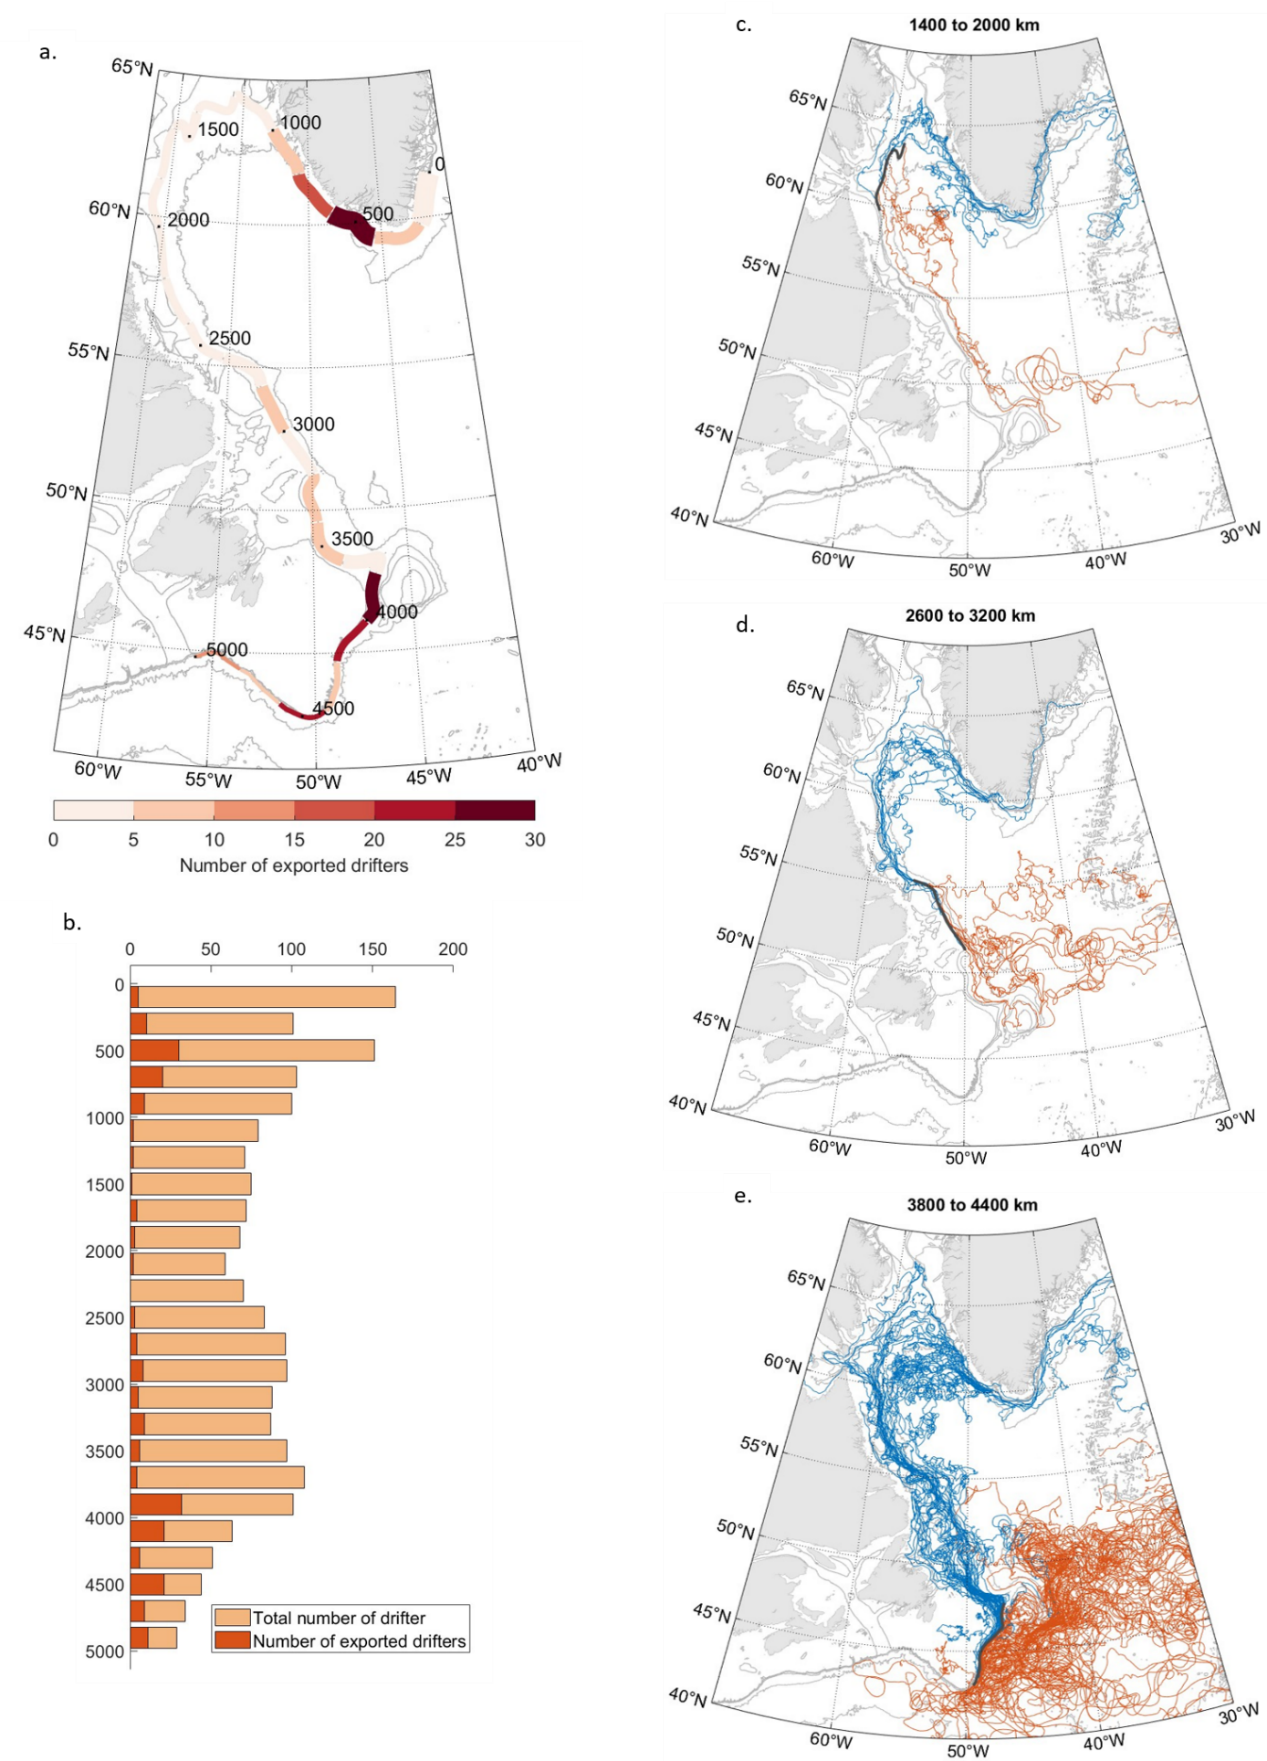 a.
65°N
60°N
55°N
50°N
45°N
0
500
1000
1500
2000
2500
3000
3500
4000
4500
5000
60°W
55°W
50°W
45°W
40°W
0 5 10 15 20 25 30
Number of exported drifters
b.
0 50 100 150 200
0
500
1000
1500
2000
2500
3000
3500
4000
4500
5000
Total number of drifter
Number of exported drifters
c.
1400 to 2000 km
65°N
60°N
55°N
50°N
45°N
40°N
60°W
50°W
40°W
30°W
d.
2600 to 3200 km
65°N
60°N
55°N
50°N
45°N
40°N
60°W
50°W
40°W
30°W
e.
3800 to 4400 km
65°N
60°N
55°N
50°N
45°N
40°N
60°W
50°W
40°W
30°W